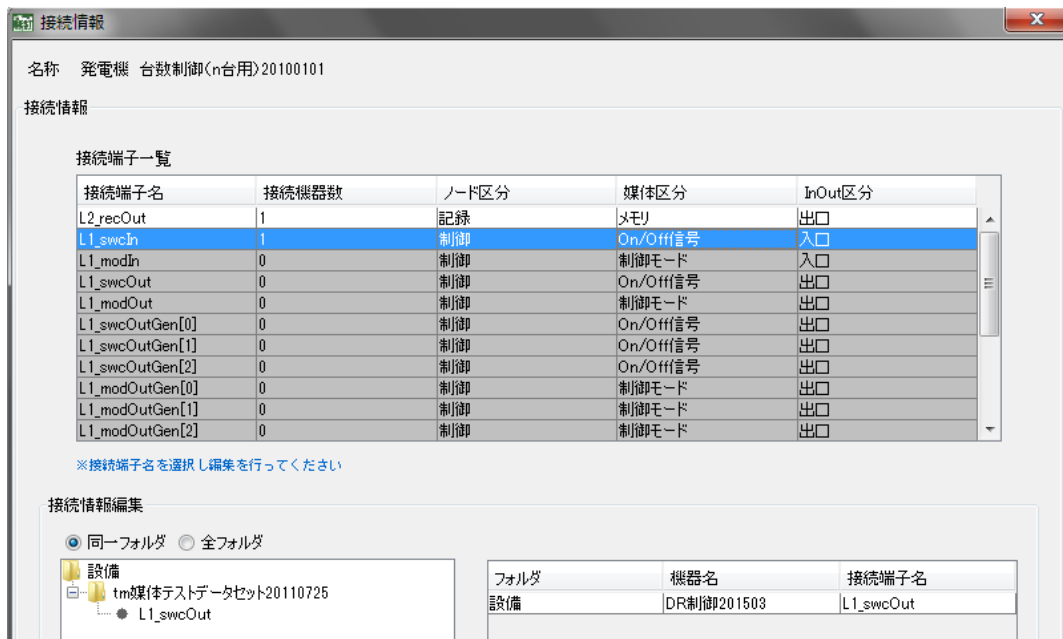 接続情報
名称 発電機 台数制御(n台用)20100101
接続情報
接続端子一覧
接続端子名 接続機器数 ノード区分 媒体区分 InOut区分
L2_recOut 1 記録 メモリ 出口
L1_swcIn 1 制御 On/Off信号 入口
L1_modIn 0 制御 制御モード 入口
L1_swcOut 0 制御 On/Off信号 出口
L1_modOut 0 制御 制御モード 出口
L1_swcOutGen[0] 0 制御 On/Off信号 出口
L1_swcOutGen[1] 0 制御 On/Off信号 出口
L1_swcOutGen[2] 0 制御 On/Off信号 出口
L1_modOutGen[0] 0 制御 制御モード 出口
L1_modOutGen[1] 0 制御 制御モード 出口
L1_modOutGen[2] 0 制御 制御モード 出口
※接続端子名を選択し編集を行ってください
接続情報編集
同一フォルダ 全フォルダ
設備
tm媒体テストデータセット20110725
L1_swcOut
フォルダ 機器名 接続端子名
設備 DR制御201503 L1_swcOut